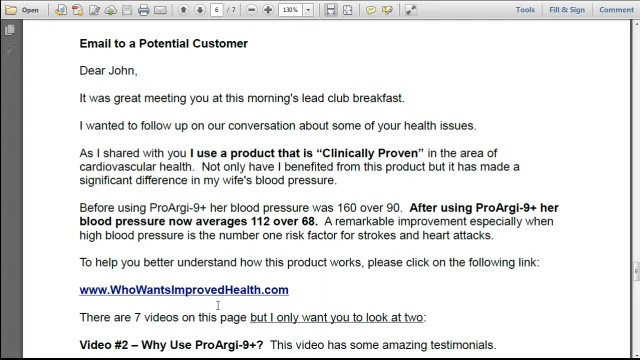 Open
6
/ 7
130%
Tools
Fill & Sign
Comment
Email to a Potential Customer
Dear John,
It was great meeting you at this morning's lead club breakfast.
I wanted to follow up on our conversation about some of your health issues.
As I shared with you I use a product that is “Clinically Proven” in the area of
cardiovascular health.  Not only have I benefited from this product but it has made a
significant difference in my wife's blood pressure.
Before using ProArgi-9+ her blood pressure was 160 over 90.  After using ProArgi-9+ her
blood pressure now averages 112 over 68.  A remarkable improvement especially when
high blood pressure is the number one risk factor for strokes and heart attacks.
To help you better understand how this product works, please click on the following link:
www.WhoWantsImprovedHealth.com
There are 7 videos on this page but I only want you to look at two:
Video #2 – Why Use ProArgi-9+?  This video has some amazing testimonials.